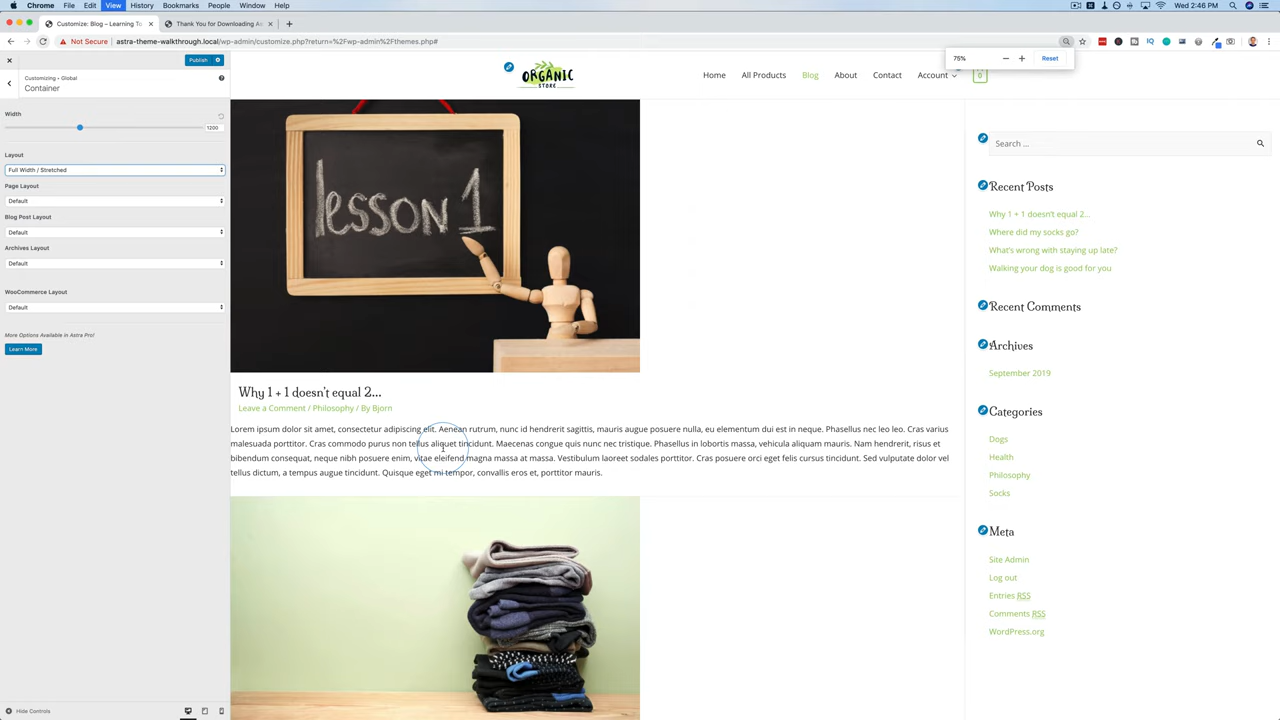 Chrome File Edit View History Bookmarks People Window Help
Wed 2:46 PM
Customize: Blog – Learning To
Thank You for Downloading As
Not Secure astra-theme-walkthrough.local/wp-admin/customize.php?return=%2Fwp-admin%2Fthemes.php#
75%
Reset
Publish
Customizing • Global
Container
Width
1200
Layout
Full Width / Stretched
Page Layout
Default
Blog Post Layout
Default
Archives Layout
Default
WooCommerce Layout
Default
More Options Available in Astra Pro!
Learn More
Hide Controls
ORGANIC
STORE
Home All Products Blog About Contact Account 0
lesson 1
Why 1 + 1 doesn't equal 2...
Leave a Comment / Philosophy / By Bjorn
Lorem ipsum dolor sit amet, consectetur adipiscing elit. Aenean rutrum, nunc id hendrerit sagittis, mauris augue posuere nulla, eu elementum dui est in neque. Phasellus nec leo leo. Cras varius
malesuada porttitor. Cras commodo purus non tellus aliquet tincidunt. Maecenas congue quis nunc nec tristique. Phasellus in lobortis massa, vehicula aliquam mauris. Nam hendrerit, risus et
bibendum consequat, neque nibh posuere enim, vitae eleifend magna massa at massa. Vestibulum laoreet sodales porttitor. Cras posuere orci eget felis cursus tincidunt. Sed vulputate dolor vel
tellus dictum, a tempus augue tincidunt. Quisque eget mi tempor, convallis eros et, porttitor mauris.
Search ...
Recent Posts
Why 1 + 1 doesn't equal 2...
Where did my socks go?
What's wrong with staying up late?
Walking your dog is good for you
Recent Comments
Archives
September 2019
Categories
Dogs
Health
Philosophy
Socks
Meta
Site Admin
Log out
Entries RSS
Comments RSS
WordPress.org